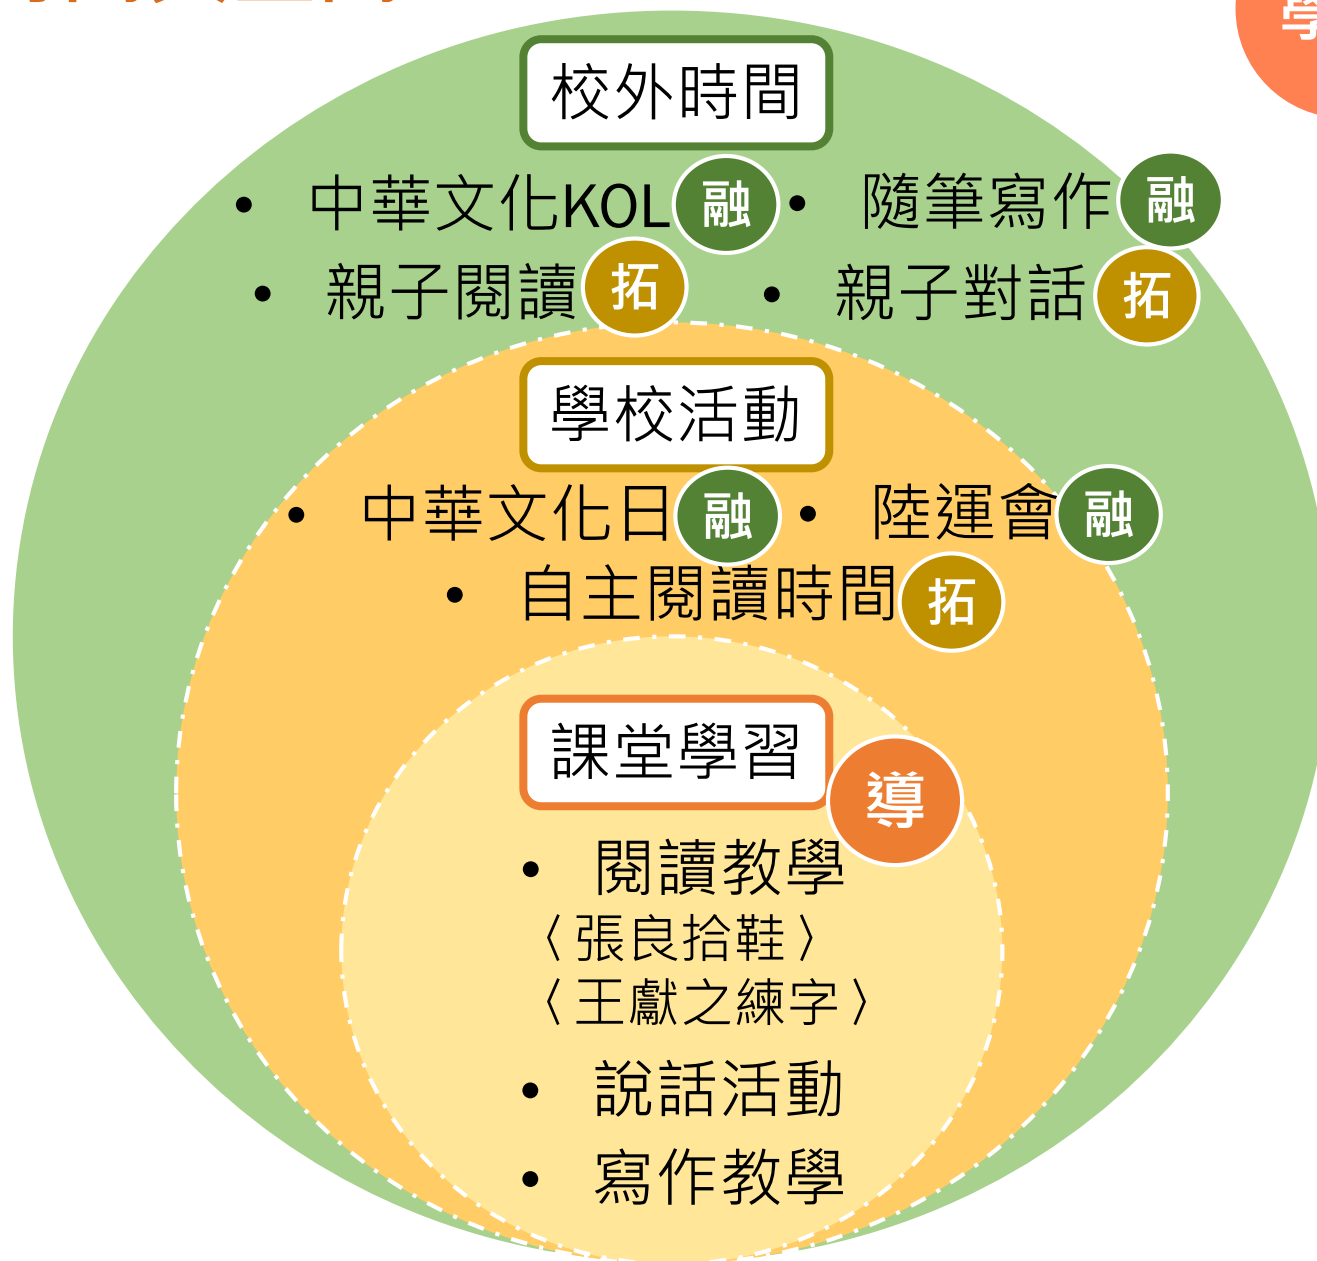 學
校外時間
• 中華文化KOL 融 • 隨筆寫作 融
• 親子閱讀 拓 • 親子對話 拓
學校活動
• 中華文化日 融 • 陸運會 融
• 自主閱讀時間 拓
課堂學習
導
• 閱讀教學
〈張良拾鞋〉
〈王獻之練字〉
• 說話活動
• 寫作教學